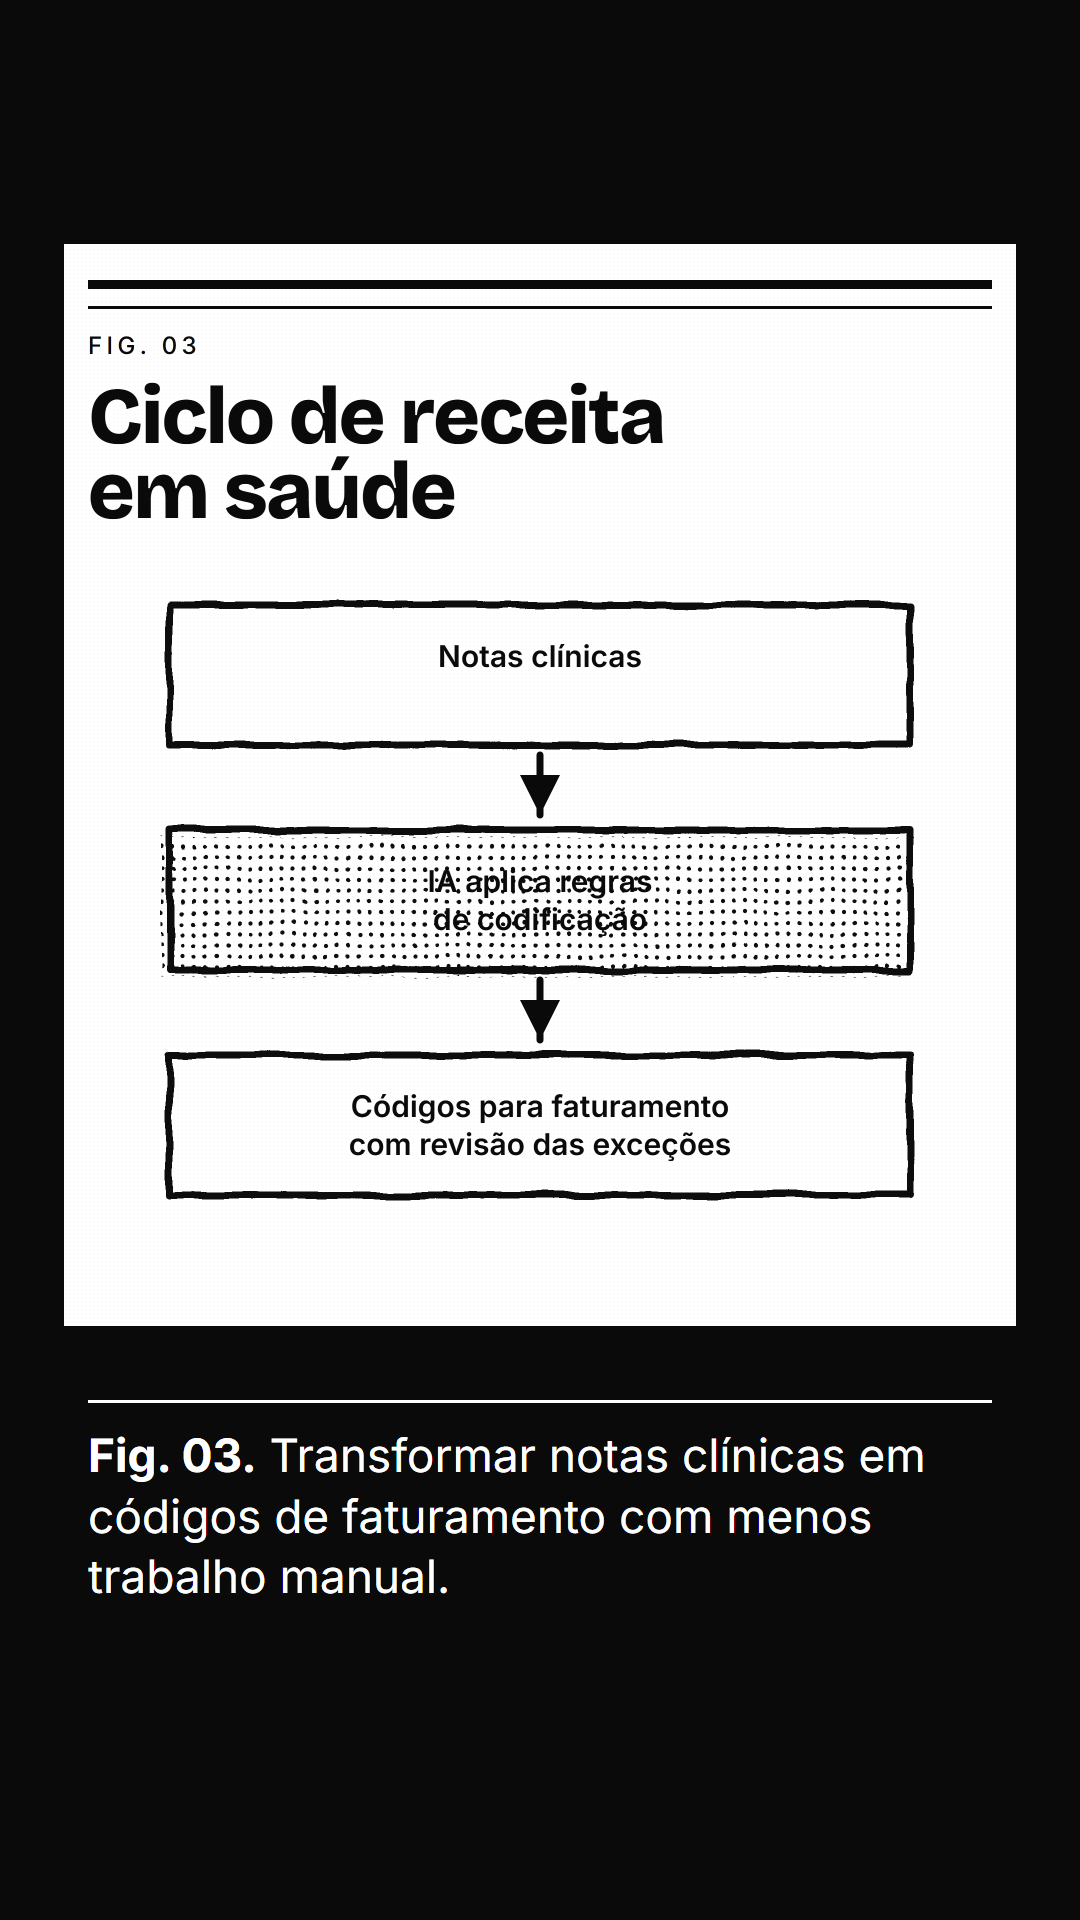 FIG. 03
Ciclo de receita
em saúde
Notas clínicas
IA aplica regras
de codificação
Códigos para faturamento
com revisão das exceções
Fig. 03. Transformar notas clínicas em
códigos de faturamento com menos
trabalho manual.